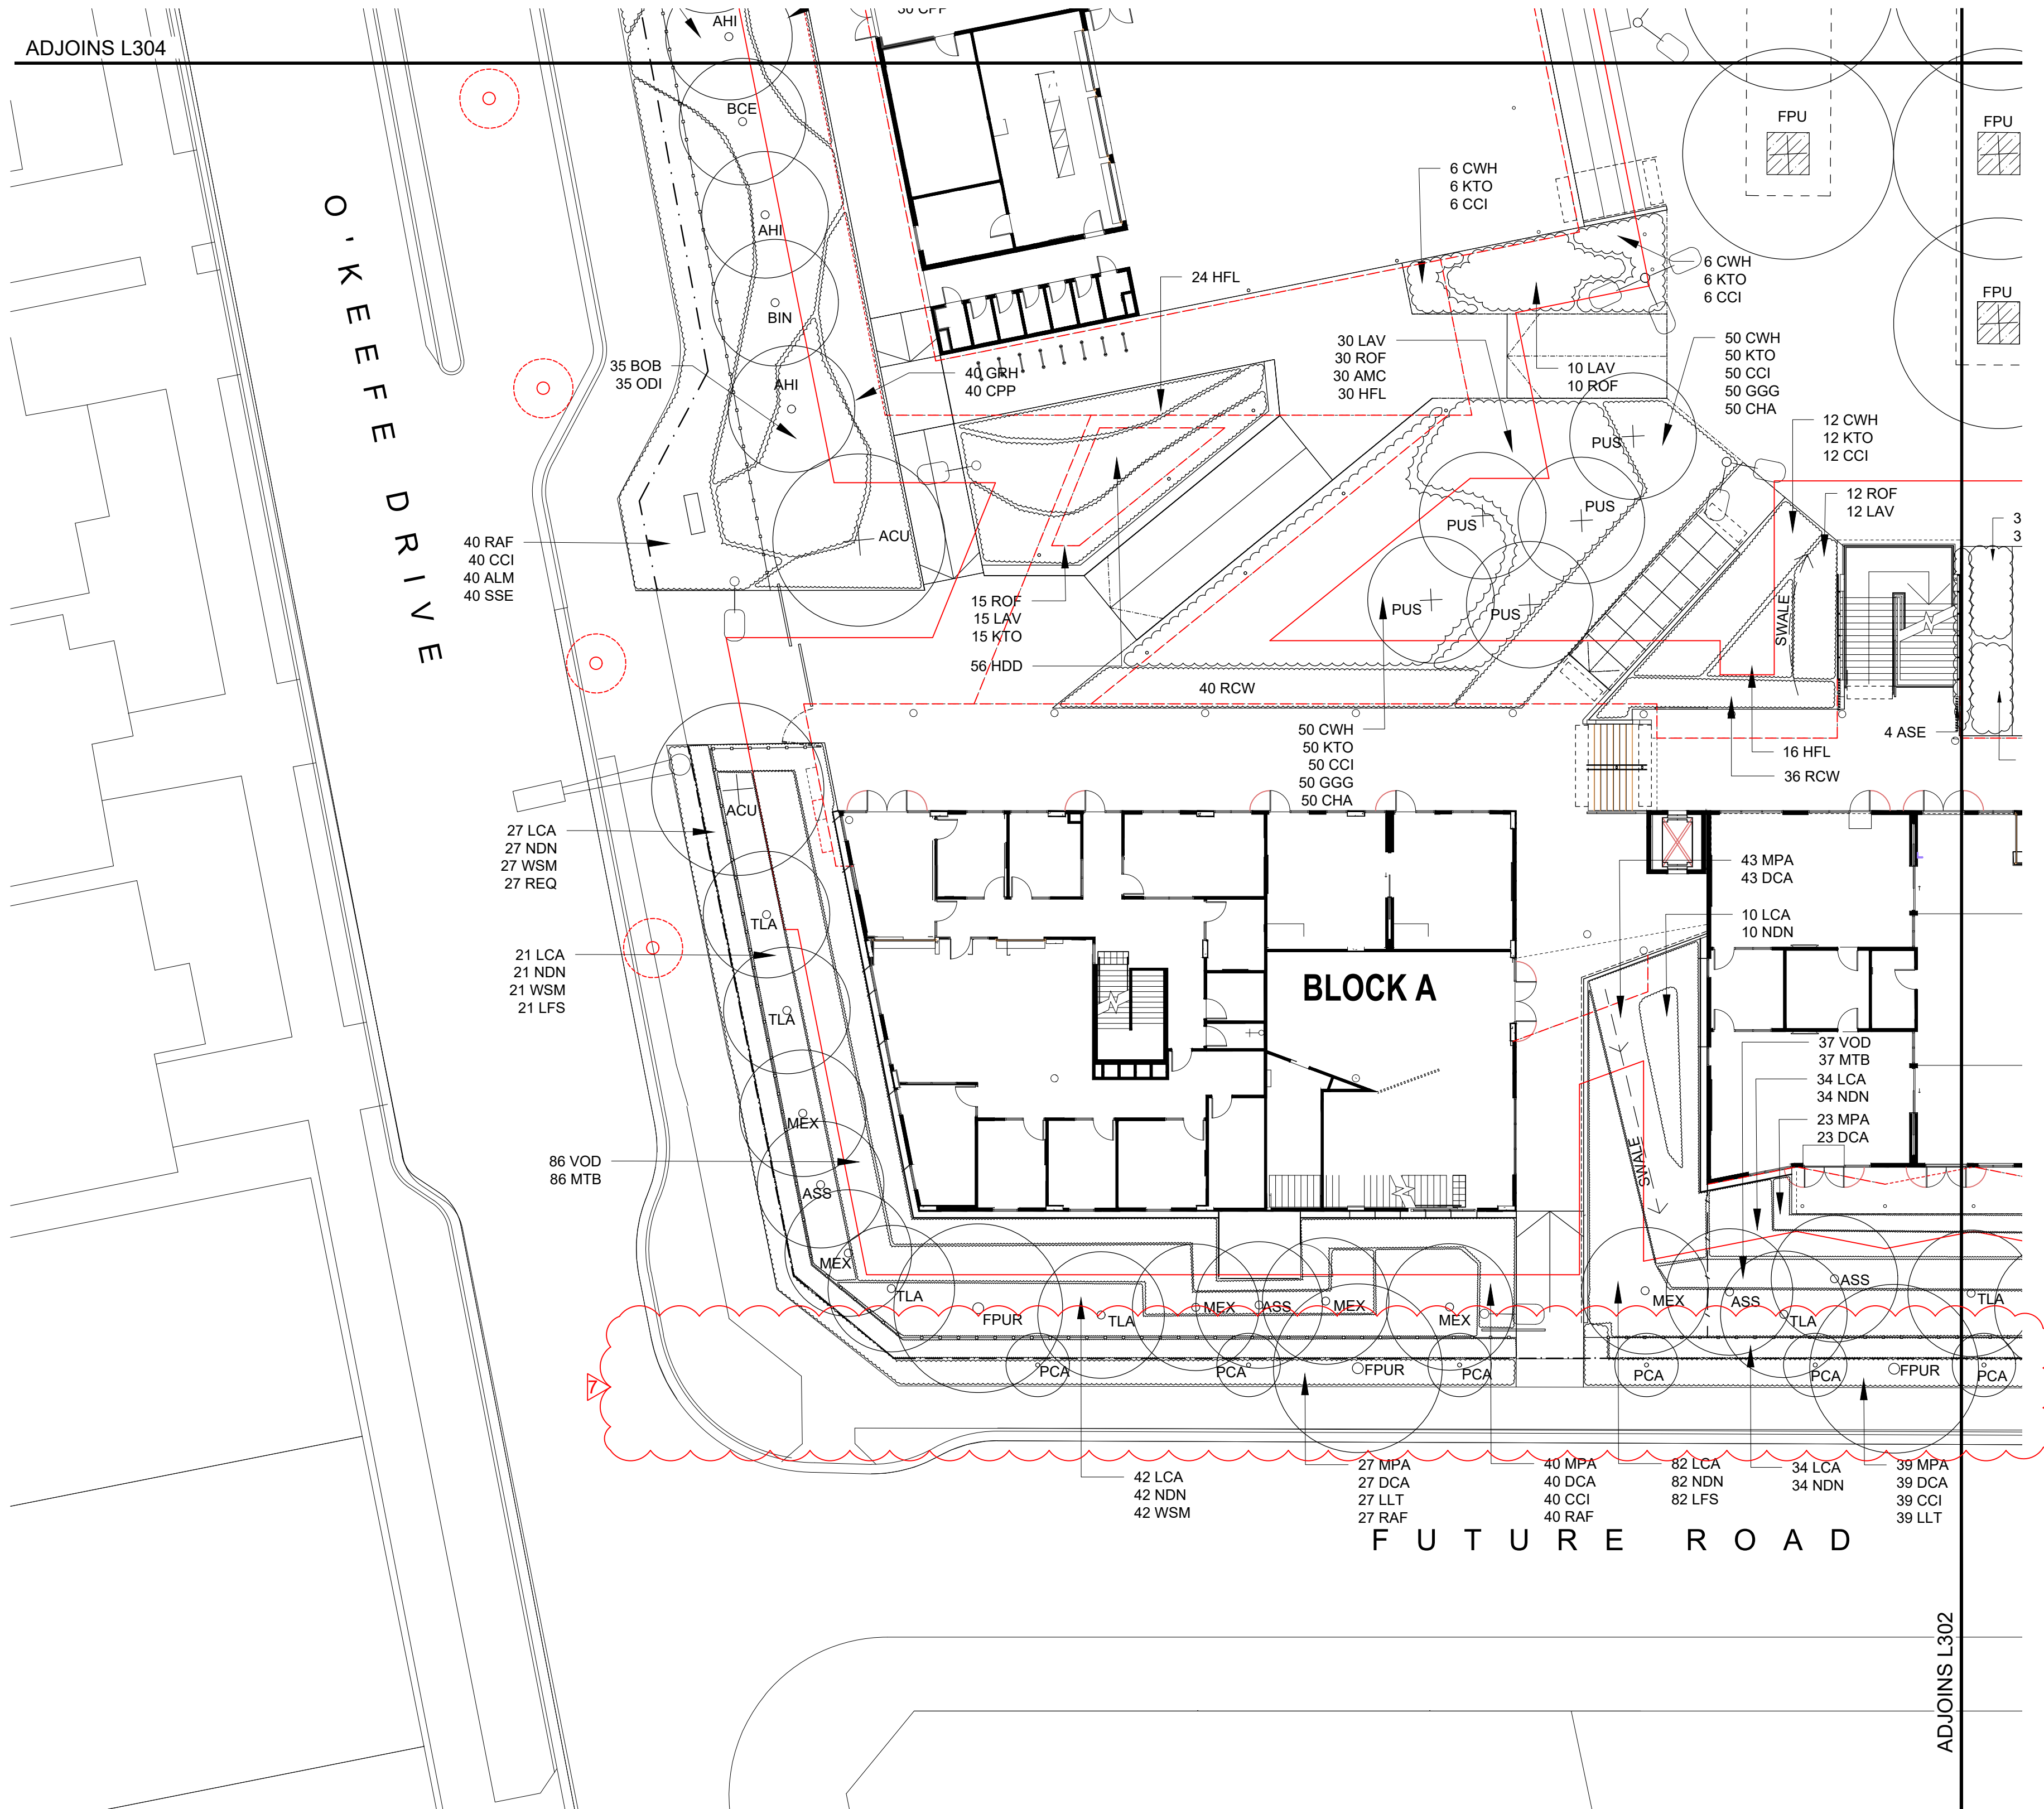 30 CPP
AHI
ADJOINS L304
BCE
FPU
FPU
6 CWH
6 KTO
6 CCI
O'KEEFE DRIVE
AHI
6 CWH
6 KTO
6 CCI
24 HFL
FPU
BIN
30 LAV
30 ROF
30 AMC
30 HFL
50 CWH
50 KTO
50 CCI
50 GGG
50 CHA
35 BOB
35 ODI
AHI
40 GRH
40 CPP
10 LAV
10 ROF
12 CWH
12 KTO
12 CCI
PUS
12 ROF
12 LAV
PUS
PUS
3
3
ACU
40 RAF
40 CCI
40 ALM
40 SSE
15 ROF
15 LAV
15 KTO
PUS
PUS
SWALE
56 HDD
40 RCW
50 CWH
50 KTO
50 CCI
50 GGG
50 CHA
4 ASE
16 HFL
36 RCW
ACU
27 LCA
27 NDN
27 WSM
27 REQ
43 MPA
43 DCA
TLA
10 LCA
10 NDN
21 LCA
21 NDN
21 WSM
21 LFS
BLOCK A
TLA
37 VOD
37 MTB
34 LCA
34 NDN
MEX
23 MPA
23 DCA
SWALE
86 VOD
86 MTB
ASS
MEX
TLA
FPUR
TLA
MEX
ASS
MEX
MEX
MEX
ASS
TLA
ASS
TLA
7
PCA
PCA
FPUR
PCA
PCA
PCA
FPUR
PCA
42 LCA
42 NDN
42 WSM
27 MPA
27 DCA
27 LLT
27 RAF
40 MPA
40 DCA
40 CCI
40 RAF
82 LCA
82 NDN
82 LFS
34 LCA
34 NDN
39 MPA
39 DCA
39 CCI
39 LLT
FUTURE ROAD
ADJOINS L302